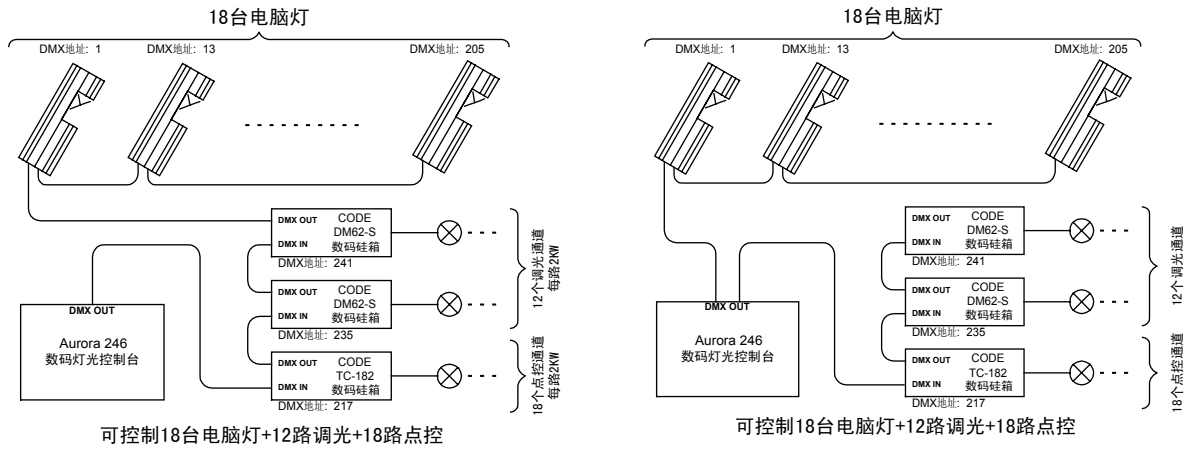 18台电脑灯
DMX地址: 1
DMX地址: 13
DMX地址: 205
DMX OUT
CODE
DM62-S
DMX IN
数码硅箱
DMX地址: 241
DMX OUT
CODE
DM62-S
DMX IN
数码硅箱
DMX地址: 235
DMX OUT
CODE
TC-182
DMX IN
数码硅箱
DMX地址: 217
12个调光通道
每路2KW
18个点控通道
每路2KW
DMX OUT
Aurora 246
数码灯光控制台
可控制18台电脑灯+12路调光+18路点控
18台电脑灯
DMX地址: 1
DMX地址: 13
DMX地址: 205
DMX OUT
CODE
DM62-S
DMX IN
数码硅箱
DMX地址: 241
DMX OUT
CODE
DM62-S
DMX IN
数码硅箱
DMX地址: 235
DMX OUT
CODE
TC-182
DMX IN
数码硅箱
DMX地址: 217
12个调光通道
18个点控通道
DMX OUT
Aurora 246
数码灯光控制台
可控制18台电脑灯+12路调光+18路点控